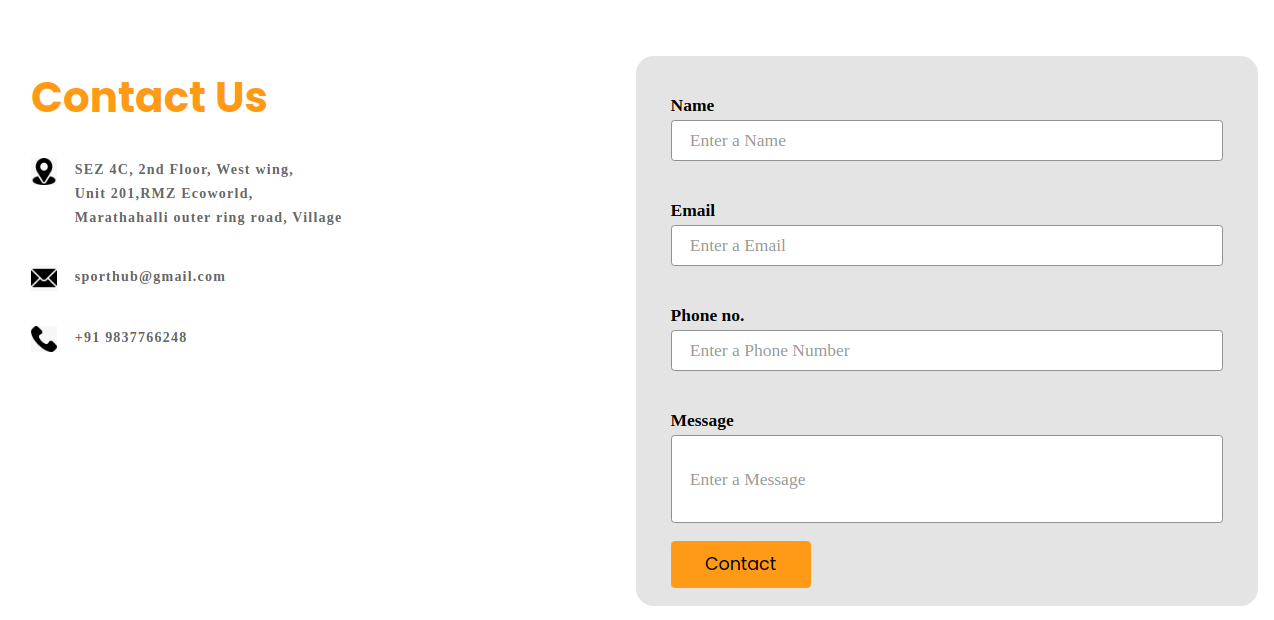 Contact Us
SEZ 4C, 2nd Floor, West wing,
Unit 201,RMZ Ecoworld,
Marathahalli outer ring road, Village
sporthub@gmail.com
+91 9837766248
Name
Enter a Name
Email
Enter a Email
Phone no.
Enter a Phone Number
Message
Enter a Message
Contact